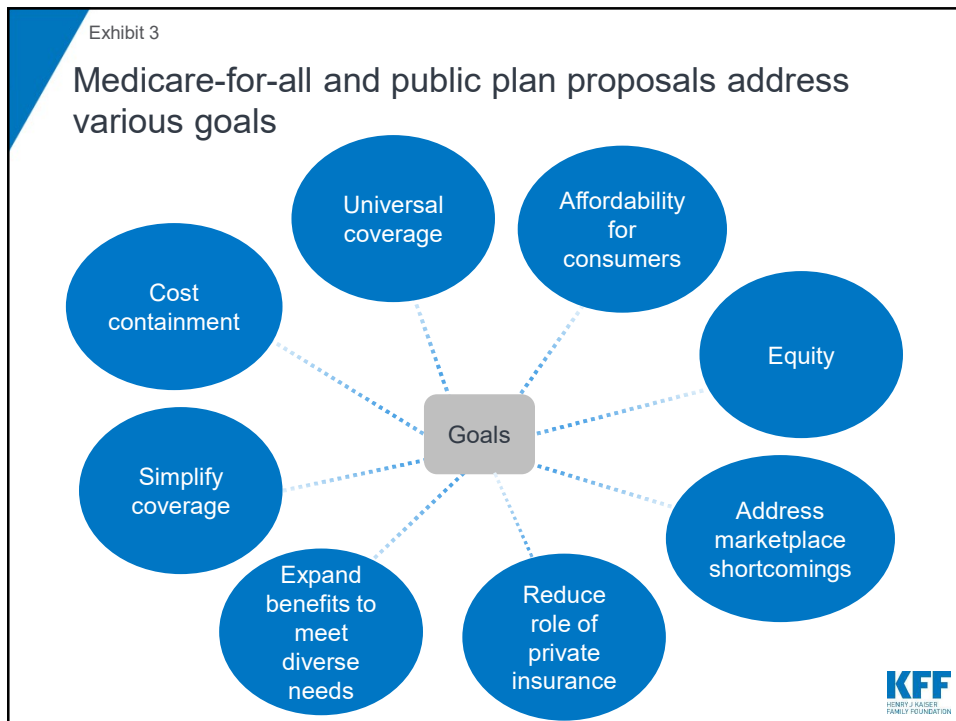 Exhibit 3
Medicare-for-all and public plan proposals address
various goals
Universal
coverage
Affordability
for
consumers
Cost
containment
Equity
Goals
Simplify
coverage
Address
marketplace
shortcomings
Expand
benefits to
meet
diverse
needs
Reduce
role of
private
insurance
KFF
HENRY J KAISER
FAMILY FOUNDATION